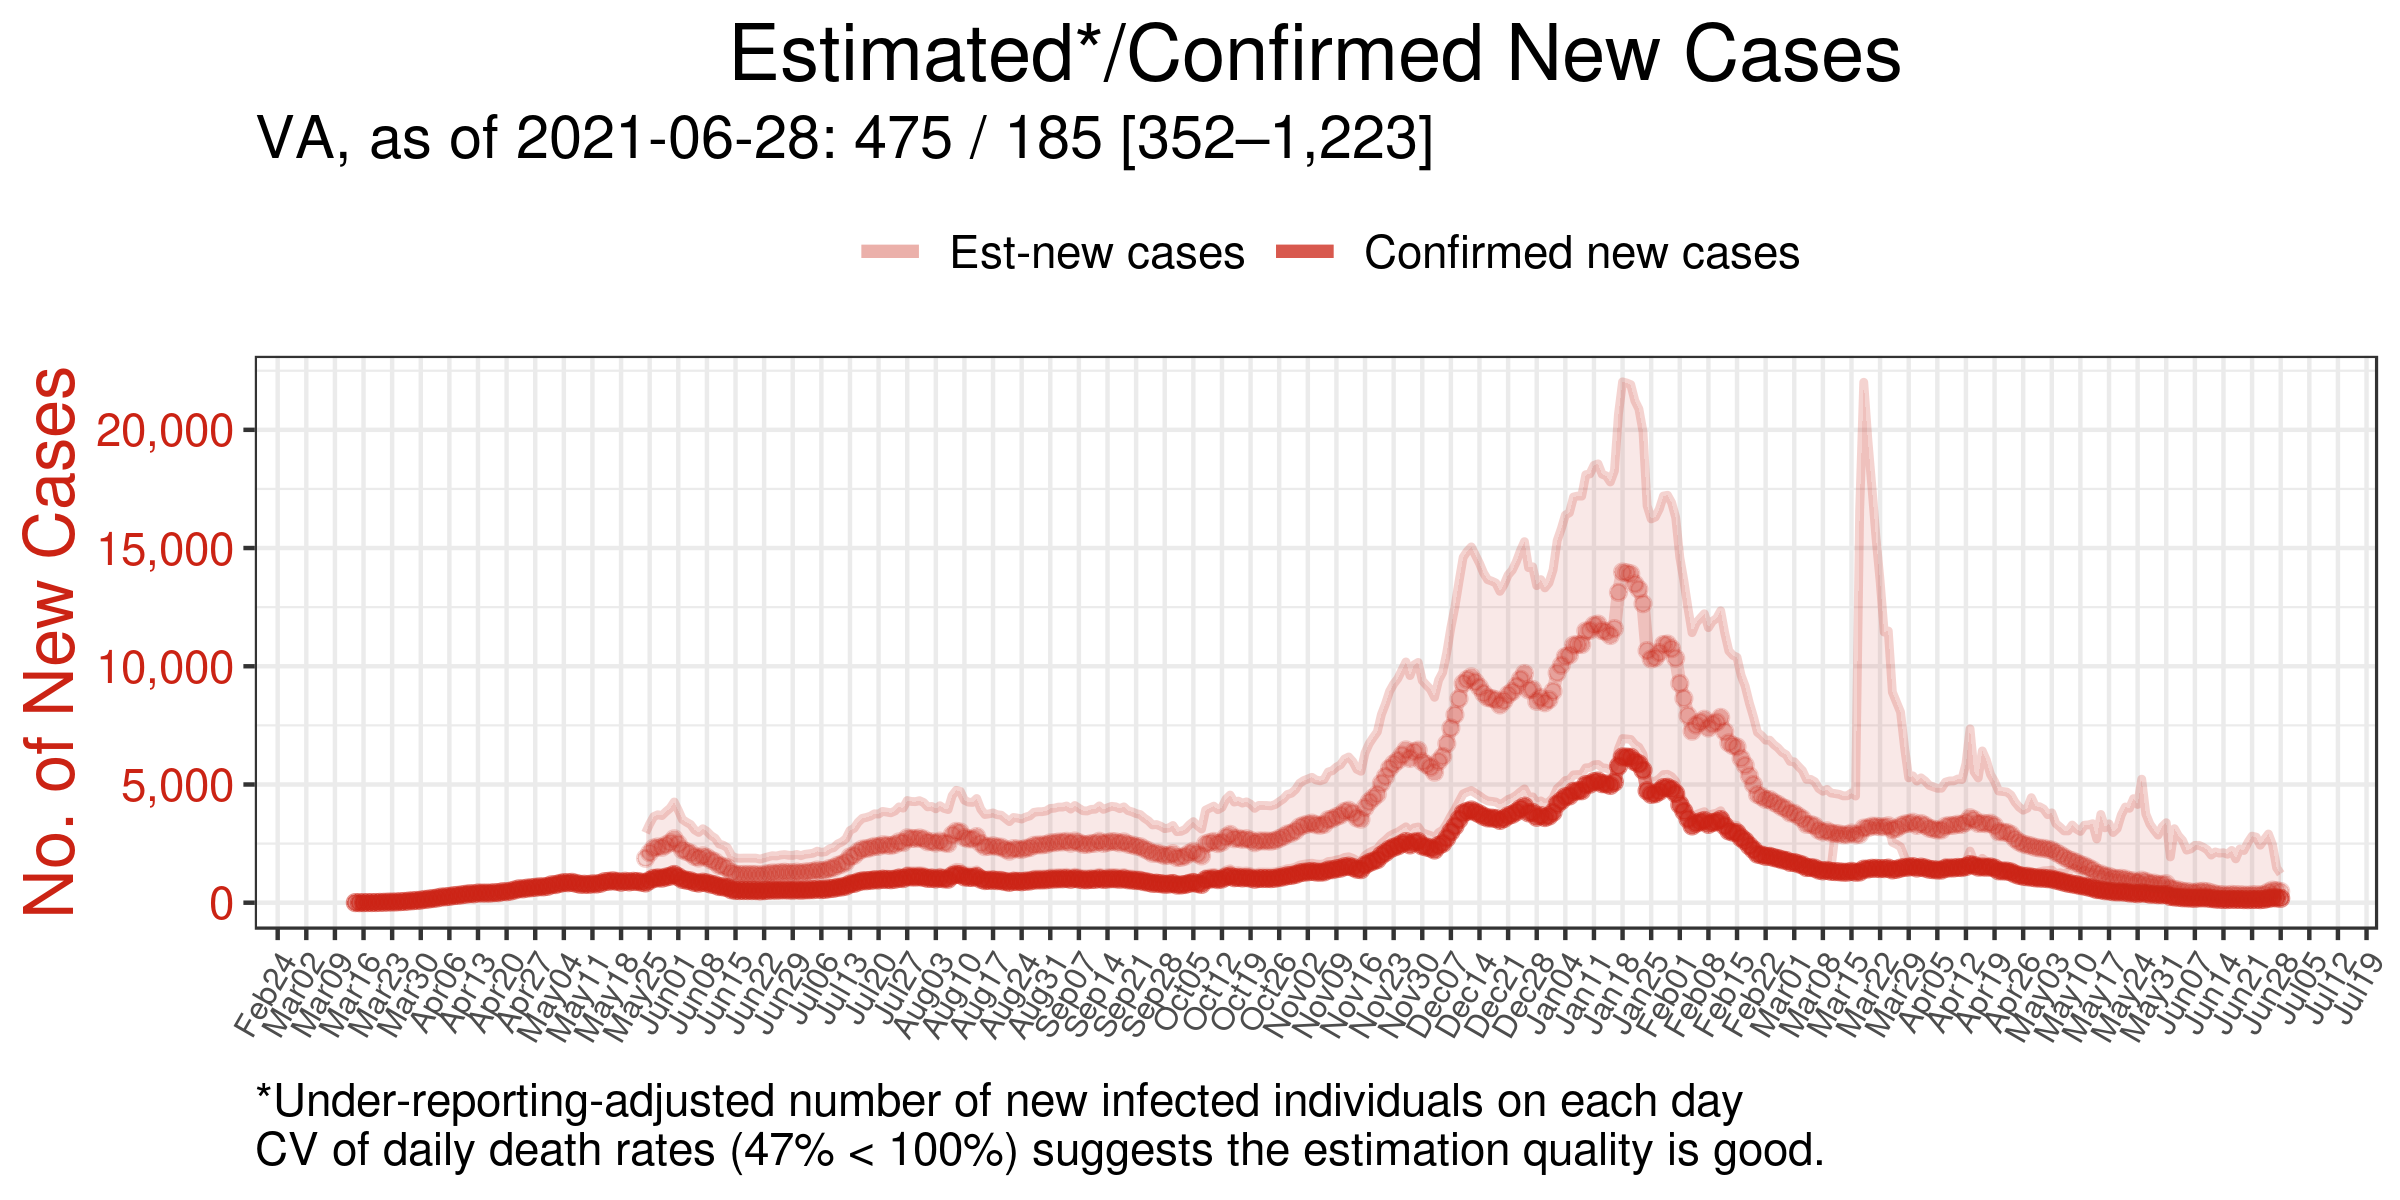 Estimated*/Confirmed New Cases
VA, as of 2021-06-28: 475 / 185 [352–1,223]
Est-new cases Confirmed new cases
No. of New Cases
20,000
15,000
10,000
5,000
0
Feb24 Mar02 Mar09 Mar16 Mar23 Mar30 Apr06 Apr13 Apr20 Apr27 May04 May11 May18 May25 Jun01 Jun08 Jun15 Jun22 Jun29 Jul06 Jul13 Jul20 Jul27 Aug03 Aug10 Aug17 Aug24 Aug31 Sep07 Sep14 Sep21 Sep28 Oct05 Oct12 Oct19 Oct26 Nov02 Nov09 Nov16 Nov23 Nov30 Dec07 Dec14 Dec21 Dec28 Jan04 Jan11 Jan18 Jan25 Feb01 Feb08 Feb15 Feb22 Mar01 Mar08 Mar15 Mar22 Mar29 Apr05 Apr12 Apr19 Apr26 May03 May10 May17 May24 May31 Jun07 Jun14 Jun21 Jun28 Jul05 Jul12 Jul19
*Under-reporting-adjusted number of new infected individuals on each day
CV of daily death rates (47% < 100%) suggests the estimation quality is good.